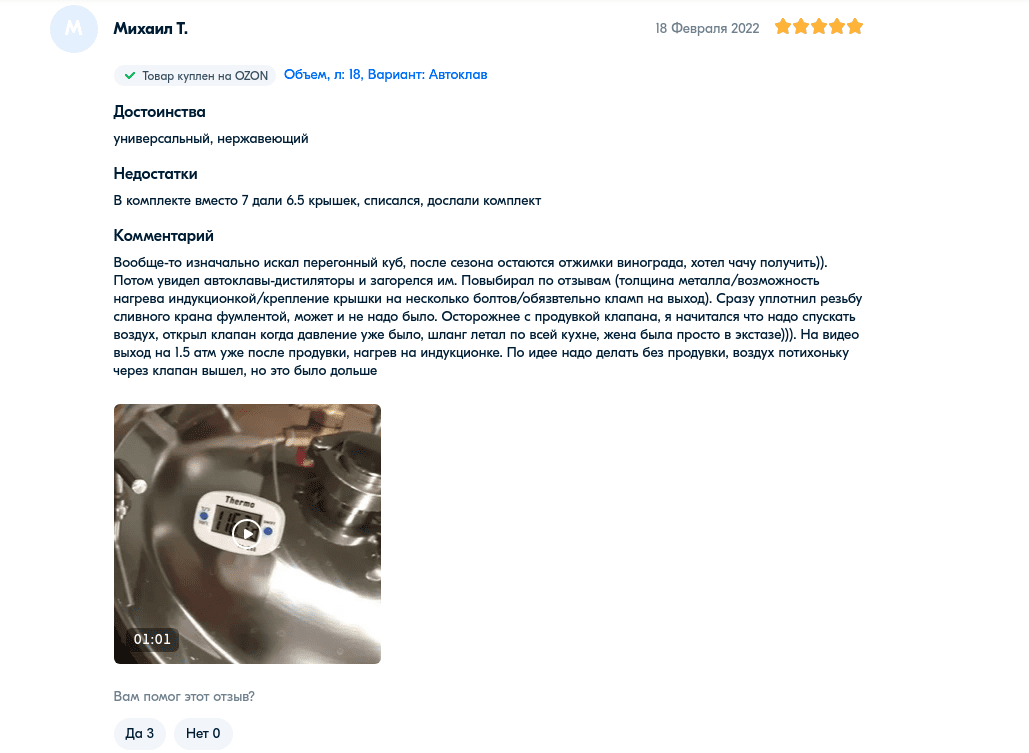 М
Михаил Т.
18 Февраля 2022
Товар куплен на OZON
Объем, л: 18, Вариант: Автоклав
Достоинства
универсальный, нержавеющий
Недостатки
В комплекте вместо 7 дали 6.5 крышек, списался, дослали комплект
Комментарий
Вообще-то изначально искал перегонный куб, после сезона остаются отжимки винограда, хотел чачу получить)).
Потом увидел автоклавы-дистиляторы и загорелся им. Повыбирал по отзывам (толщина металла/возможность
нагрева индукционкой/крепление крышки на несколько болтов/обязвтельно кламп на выход). Сразу уплотнил резьбу
сливного крана фумлентой, может и не надо было. Осторожнее с продувкой клапана, я начитался что надо спускать
воздух, открыл клапан когда давление уже было, шланг летал по всей кухне, жена была просто в экстазе))). На видео
выход на 1.5 атм уже после продувки, нагрев на индукционке. По идее надо делать без продувки, воздух потихоньку
через клапан вышел, но это было дольше
Thermo
01:01
Вам помог этот отзыв?
Да 3
Нет 0